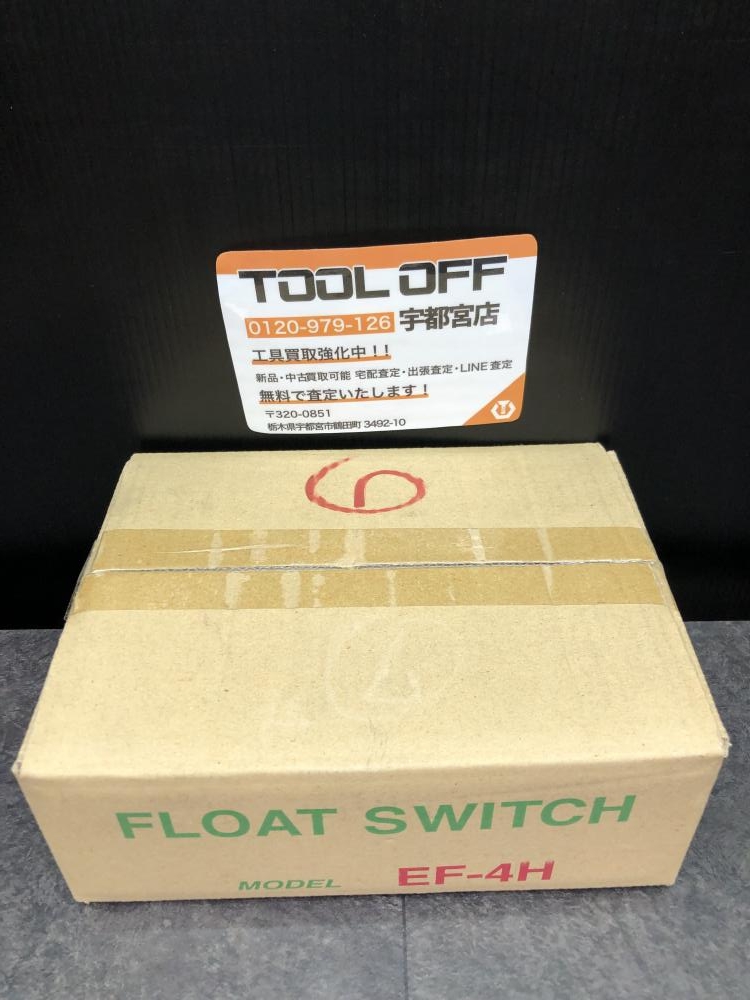 TOOL OFF
0120-979-126 宇都宮店
工具買取強化中!!
新品・中古買取可能 宅配査定・出張査定・LINE査定
無料で査定いたします!
〒320-0851
栃木県宇都宮市鶴田町 3492-10
FLOAT SWITCH
MODEL EF-4H